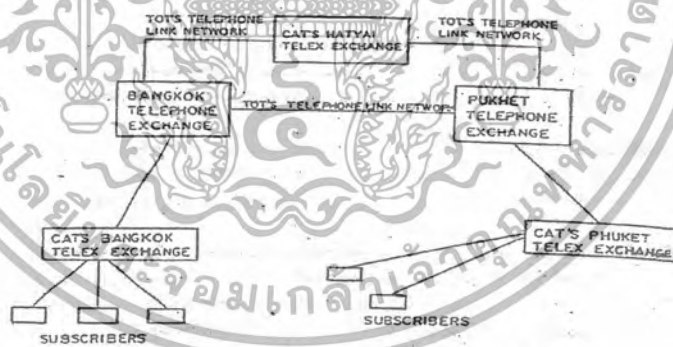 TOT'S TELEPHONE
LINK NETWORK
CAT'S HATYAI
TELEX EXCHANGE
TOT'S TELEPHONE
LINK NETWORK
BANGKOK
TELEPHONE
EXCHANGE
TOT'S TELEPHONE LINK NETWORK
PUKHET
TELEPHONE
EXCHANGE
CAT'S BANGKOK
TELEX EXCHANGE
CAT'S PHUKET
TELEX EXCHANGE
SUBSCRIBERS
SUBSCRIBERS